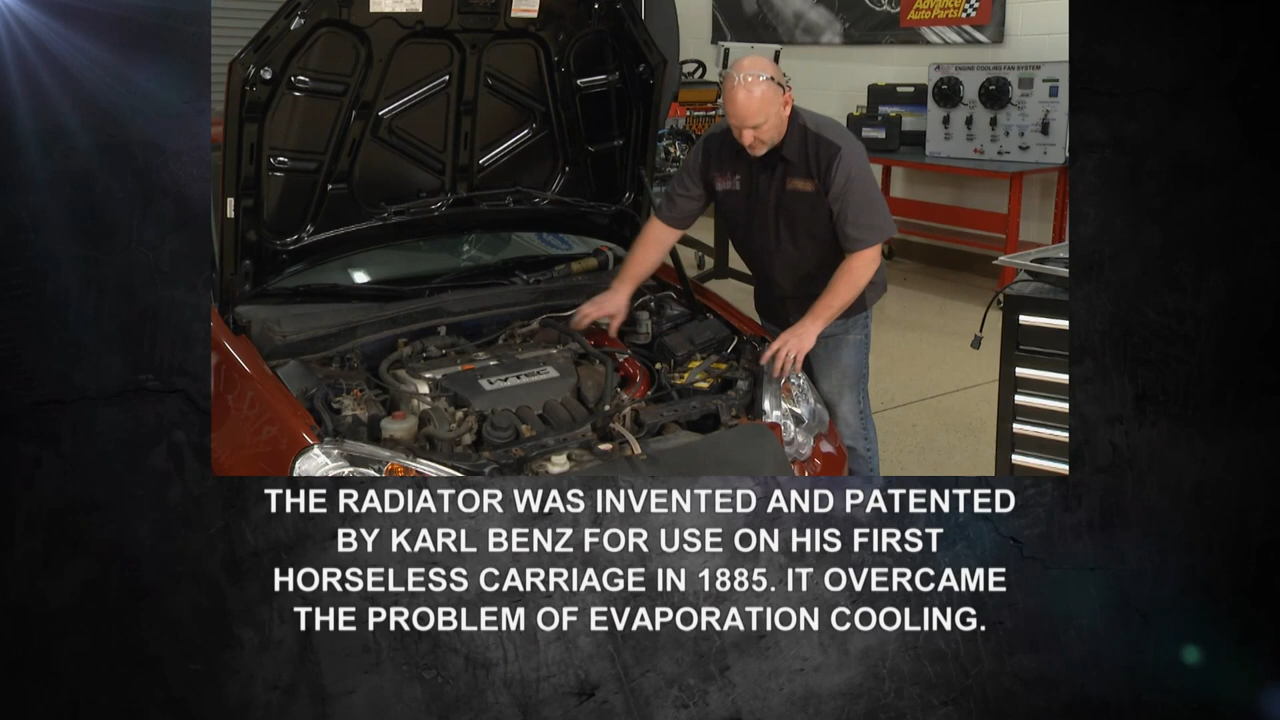 Advance
Auto Parts
ENGINE COOLING FAN SYSTEM
i-VTEC
THE RADIATOR WAS INVENTED AND PATENTED
BY KARL BENZ FOR USE ON HIS FIRST
HORSELESS CARRIAGE IN 1885. IT OVERCAME
THE PROBLEM OF EVAPORATION COOLING.